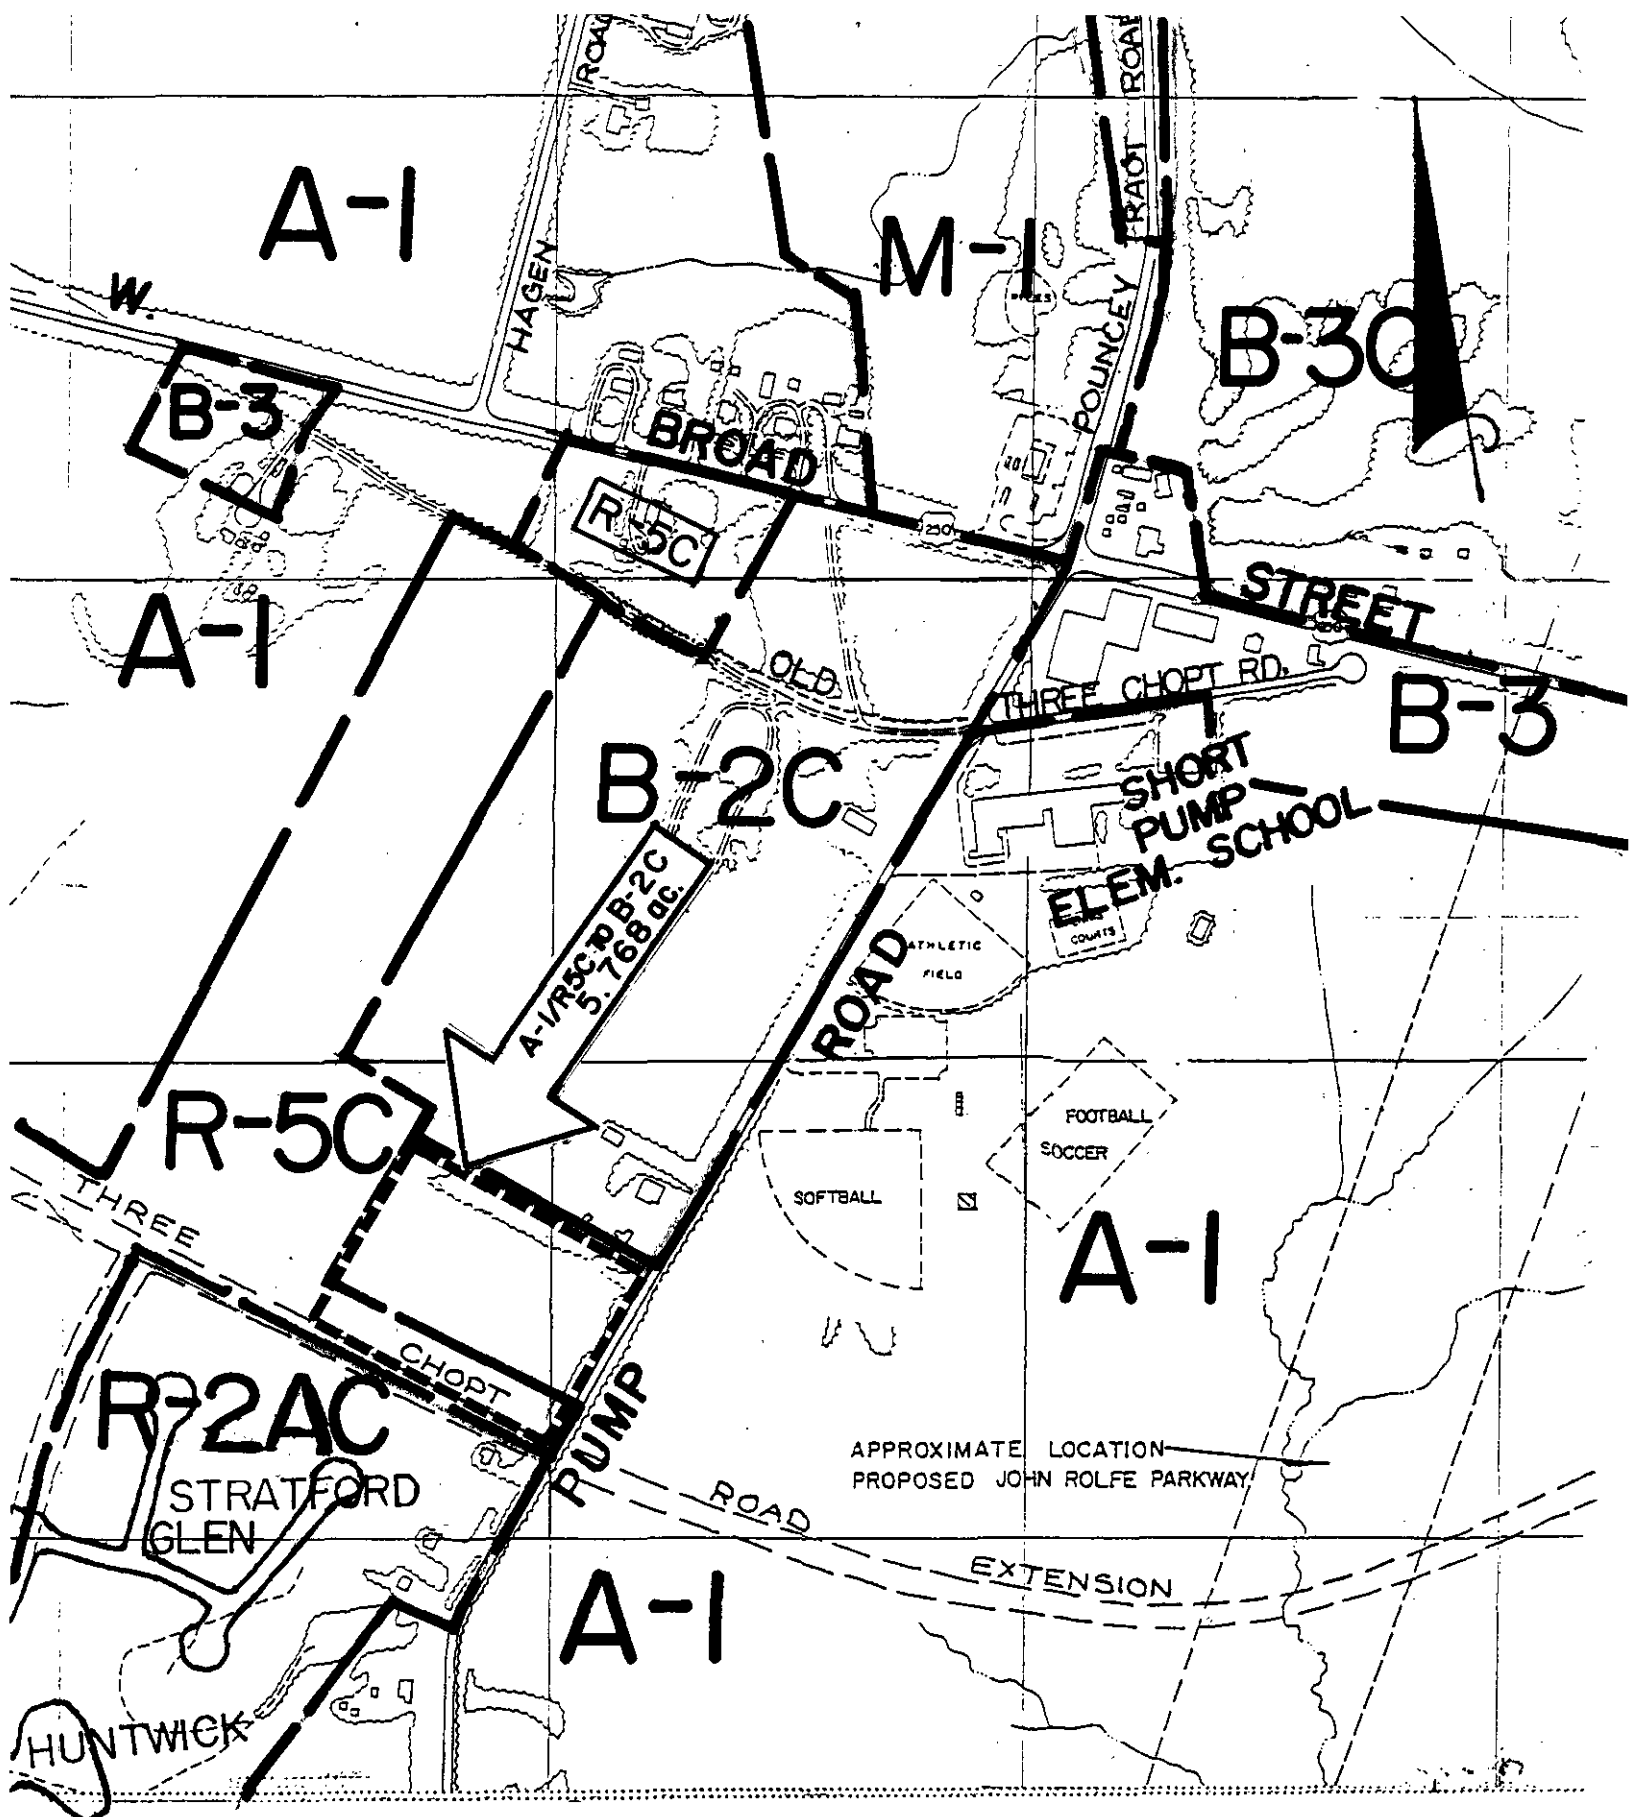 ROAD
A-1
M-1
HAGEN
POUNCEY
TRACT ROAD
W.
B-3C
B-3
BROAD
R-5C
250
STREET
A-1
OLD
THREE CHOPT RD.
B-3
B-2C
SHORT
PUMP
ELEM. SCHOOL
A-1/R5C TO B-2C
5.768 ac.
ATHLETIC
FIELD
COURTS
ROAD
R-5C
FOOTBALL
SOCCER
SOFTBALL
THREE
A-1
CHOPT
PUMP
R-2AC
STRATFORD
GLEN
APPROXIMATE LOCATION
PROPOSED JOHN ROLFE PARKWAY
ROAD
EXTENSION
A-1
HUNTWICK